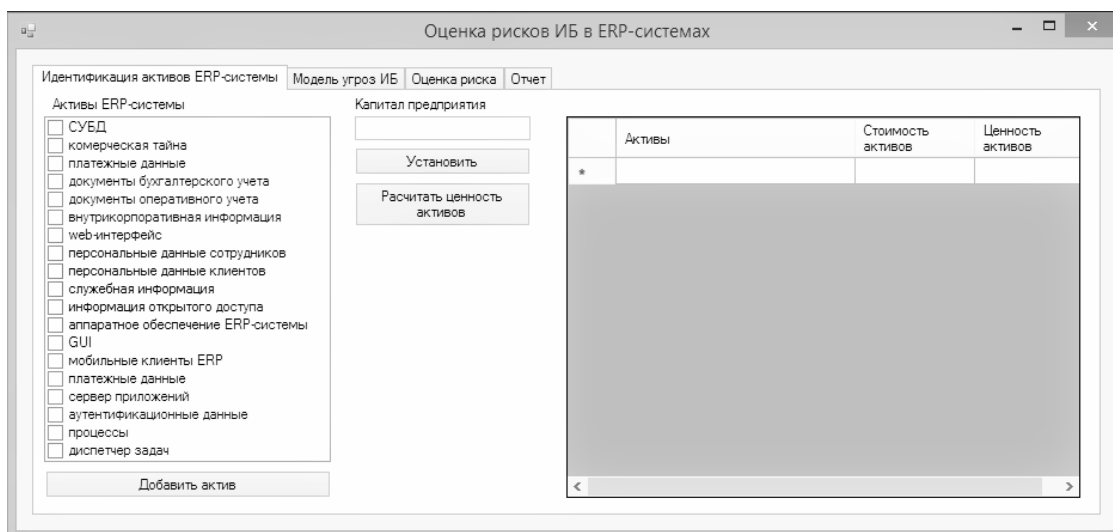 Оценка рисков ИБ в ERP-системах
Идентификация активов ERP-системы
Модель угроз ИБ
Оценка риска
Отчет
Активы ERP-системы
СУБД
комерческая тайна
платежные данные
документы бухгалтерского учета
документы оперативного учета
внутрикорпоративная информация
web-интерфейс
персональные данные сотрудников
персональные данные клиентов
служебная информация
информация открытого доступа
аппаратное обеспечение ERP-системы
GUI
мобильные клиенты ERP
платежные данные
сервер приложений
аутентификационные данные
процессы
диспетчер задач
Добавить актив
Капитал предприятия
Установить
Расчитать ценность
активов
Активы
Стоимость
активов
Ценность
активов